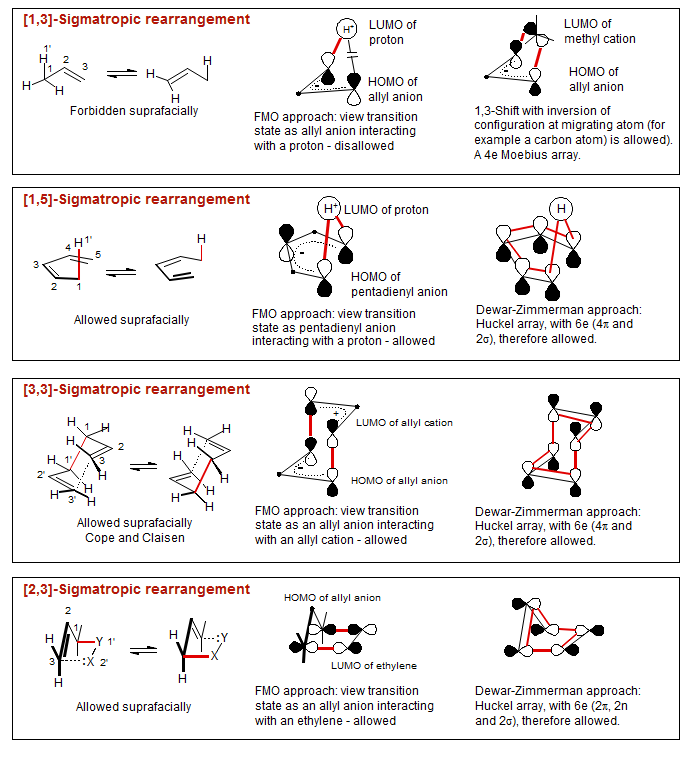 [1,3]-Sigmatropic rearrangement
1'
H
2
3
1
H
H
H
H
H
Forbidden suprafacially
H⁺
LUMO of
proton
HOMO of
allyl anion
FMO approach: view transition
state as allyl anion interacting
with a proton - disallowed
LUMO of
methyl cation
HOMO of
allyl anion
1,3-Shift with inversion of
configuration at migrating atom (for
example a carbon atom) is allowed).
A 4e Moebius array.
[1,5]-Sigmatropic rearrangement
4 H 1'
5
3
2
1
H
Allowed suprafacially
H⁺ LUMO of proton
-
HOMO of
pentadienyl anion
FMO approach: view transition
state as pentadienyl anion
interacting with a proton - allowed
H
Dewar-Zimmerman approach:
Huckel array, with 6e (4π and
2σ), therefore allowed.
[3,3]-Sigmatropic rearrangement
H
1 H
H
2
1'
3
H
2'
H
H
H
3'
H
H
H
H
H
H
H
H
H
Allowed suprafacially
Cope and Claisen
+
LUMO of allyl cation
-
HOMO of allyl anion
FMO approach: view transition
state as an allyl anion interacting
with an allyl cation - allowed
Dewar-Zimmerman approach:
Huckel array, with 6e (4π and
2σ), therefore allowed.
[2,3]-Sigmatropic rearrangement
2
1
H
Y 1'
3
:X 2'
H
H
:Y
X
H
Allowed suprafacially
HOMO of allyl anion
LUMO of ethylene
FMO approach: view transition
state as an allyl anion interacting
with an ethylene - allowed
Dewar-Zimmerman approach:
Huckel array, with 6e (2π, 2n
and 2σ), therefore allowed.